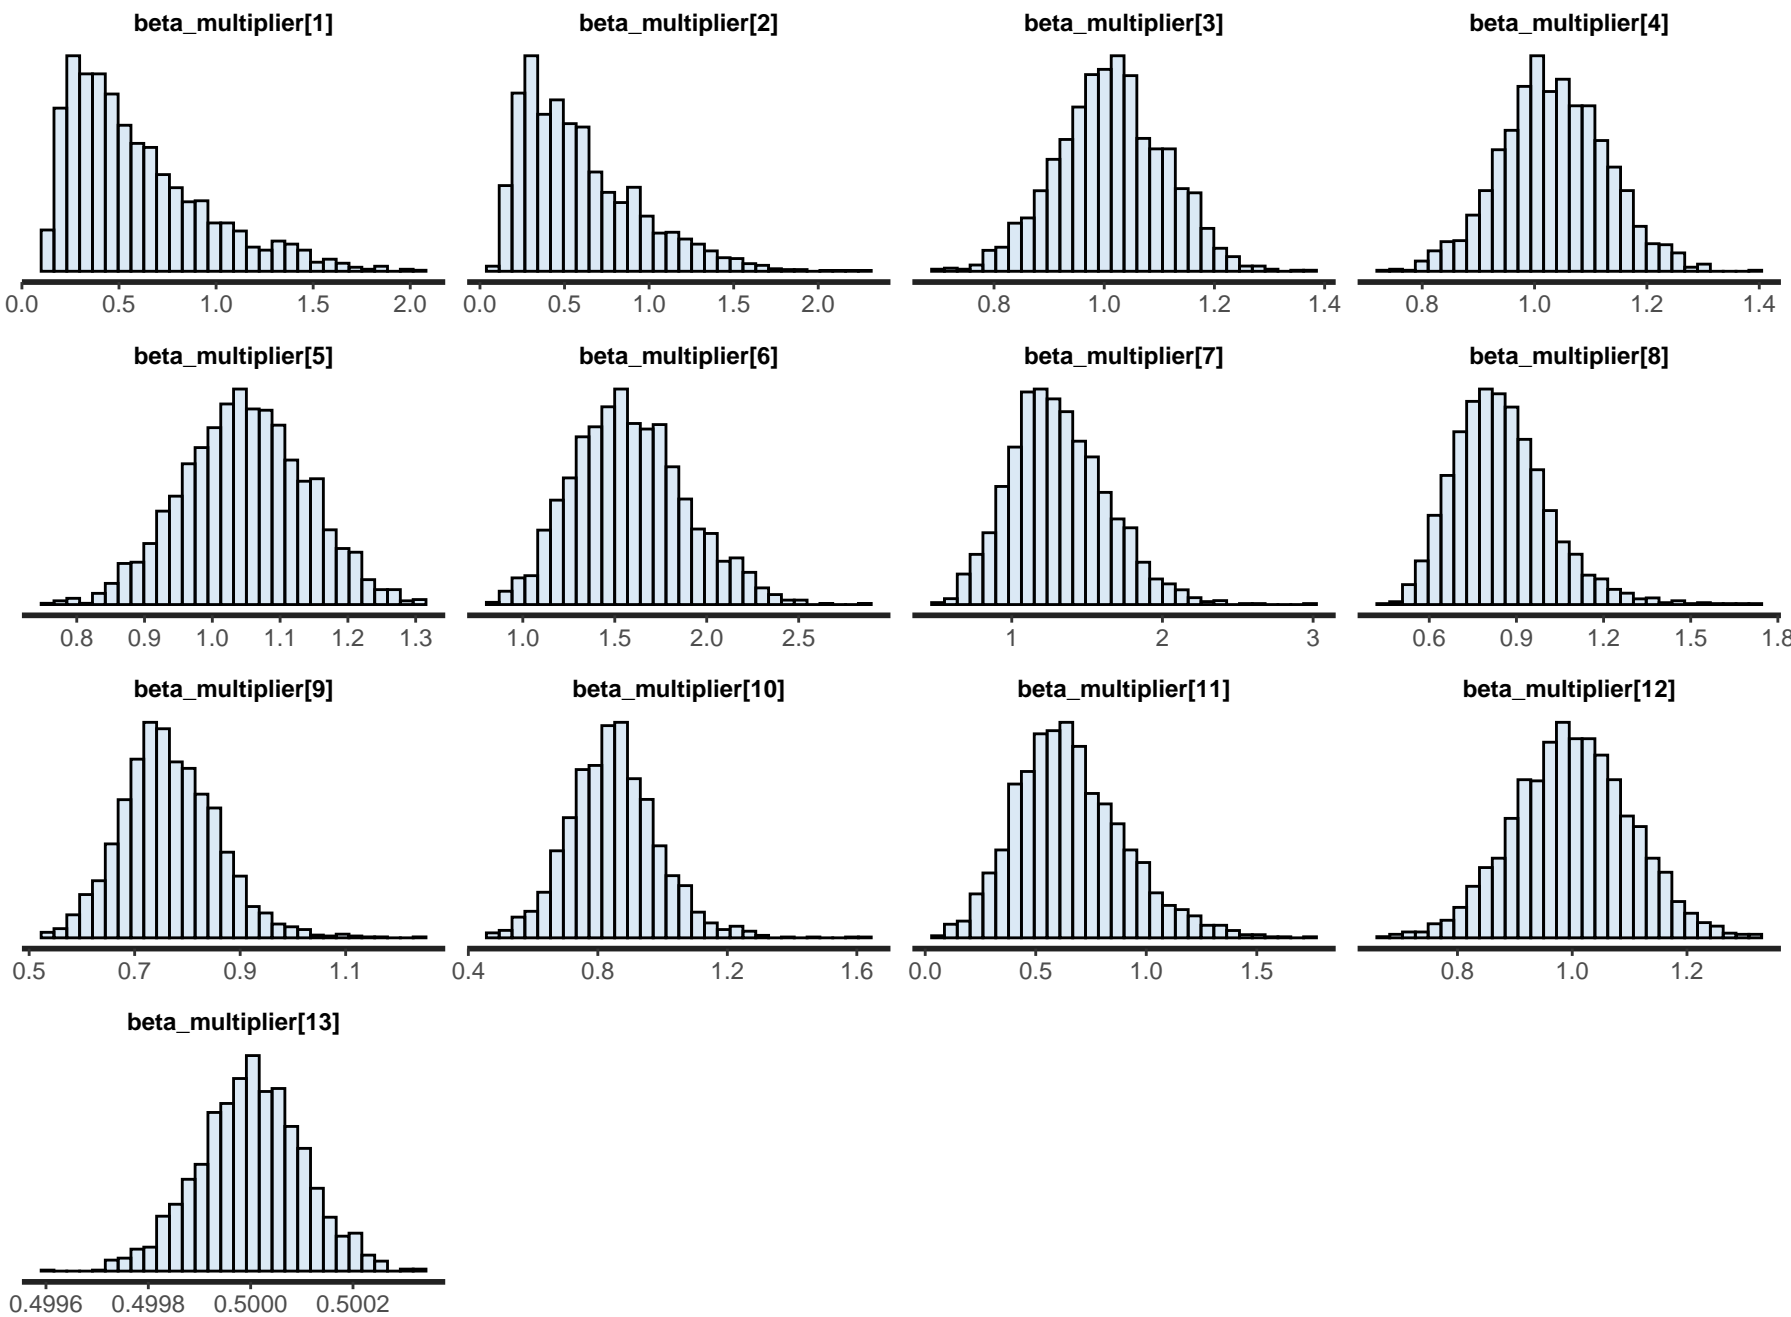 beta_multiplier[1] beta_multiplier[2] beta_multiplier[3] beta_multiplier[4]
0.0 0.5 1.0 1.5 2.0 0.0 0.5 1.0 1.5 2.0 0.8 1.0 1.2 1.4 0.8 1.0 1.2 1.4
beta_multiplier[5] beta_multiplier[6] beta_multiplier[7] beta_multiplier[8]
0.8 0.9 1.0 1.1 1.2 1.3 1.0 1.5 2.0 2.5 1 2 3 0.6 0.9 1.2 1.5 1.8
beta_multiplier[9] beta_multiplier[10] beta_multiplier[11] beta_multiplier[12]
0.5 0.7 0.9 1.1 0.4 0.8 1.2 1.6 0.0 0.5 1.0 1.5 0.8 1.0 1.2
beta_multiplier[13]
0.4996 0.4998 0.5000 0.5002